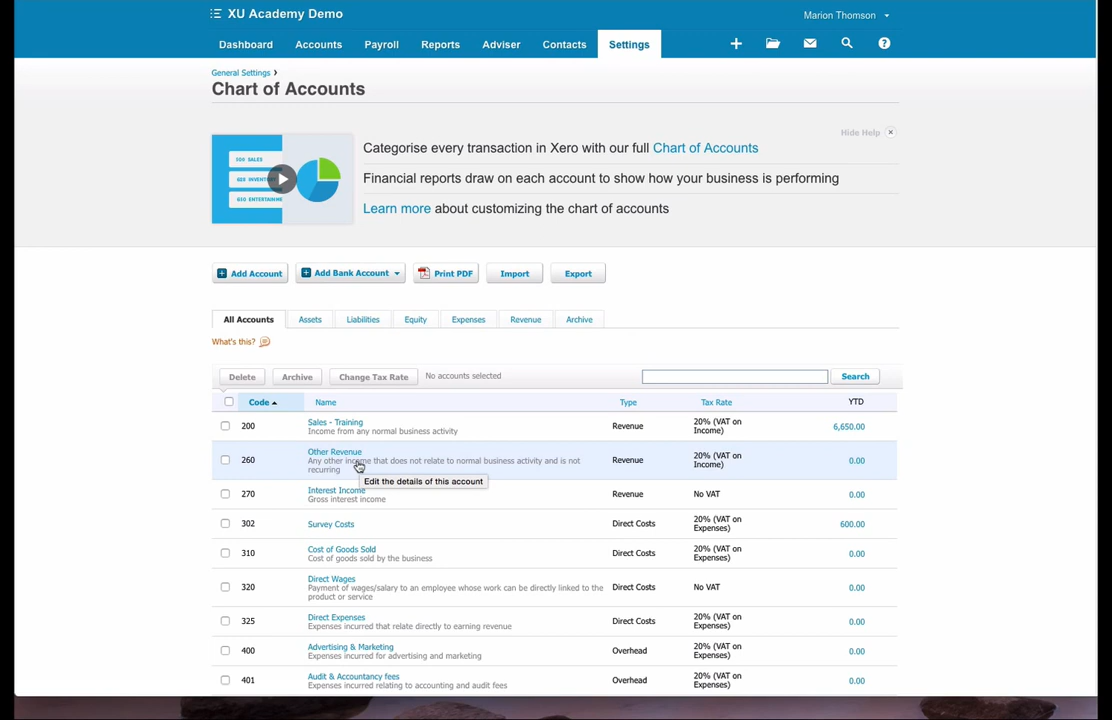 XU Academy Demo
Marion Thomson
Dashboard Accounts Payroll Reports Adviser Contacts Settings
General Settings ›
Chart of Accounts
Hide Help
100 SALES
Categorise every transaction in Xero with our full Chart of Accounts
Financial reports draw on each account to show how your business is performing
Learn more about customizing the chart of accounts
Add Account Add Bank Account Print PDF Import Export
All Accounts Assets Liabilities Equity Expenses Revenue Archive
What's this?
Delete Archive Change Tax Rate No accounts selected Search
Code Name Type Tax Rate YTD
200 Sales - Training Revenue 20% (VAT on Income) 6,650.00
Income from any normal business activity
260 Other Revenue Revenue 20% (VAT on Income) 0.00
Any other income that does not relate to normal business activity and is not
recurring
Edit the details of this account
270 Interest Income Revenue No VAT 0.00
Gross interest income
302 Survey Costs Direct Costs 20% (VAT on Expenses) 600.00
310 Cost of Goods Sold Direct Costs 20% (VAT on Expenses) 0.00
Cost of goods sold by the business
320 Direct Wages Direct Costs No VAT 0.00
Payment of wages/salary to an employee whose work can be directly linked to the
product or service
325 Direct Expenses Direct Costs 20% (VAT on Expenses) 0.00
Expenses incurred that relate directly to earning revenue
400 Advertising & Marketing Overhead 20% (VAT on Expenses) 0.00
Expenses incurred for advertising and marketing
401 Audit & Accountancy fees Overhead 20% (VAT on Expenses) 0.00
Expenses incurred relating to accounting and audit fees